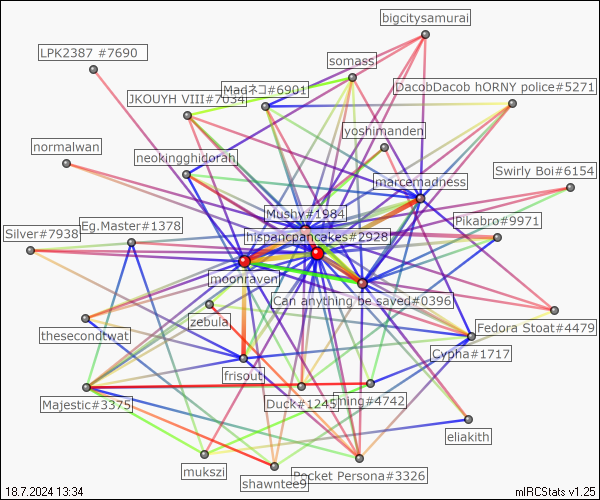 bigcitysamurai
LPK2387 #7690
somass
Madネコ#6901
DacobDacob hORNY police#5271
JKOUYH VIII#7034
yoshimanden
normalwan
neokingghidorah
Swirly Boi#6154
marcemadness
Mushy#1984
Pikabro#9971
Eg.Master#1378
Silver#7938
hispancpancakes#2928
moonraven
Can anything be saved#0396
zebula
thesecondtwat
Fedora Stoat#4479
Cypha#1717
frisout
Majestic#3375
Duck#1245
ming#4742
eliakith
mukszi
shawntee9
Pocket Persona#3326
18.7.2024 13:34
mIRCStats v1.25